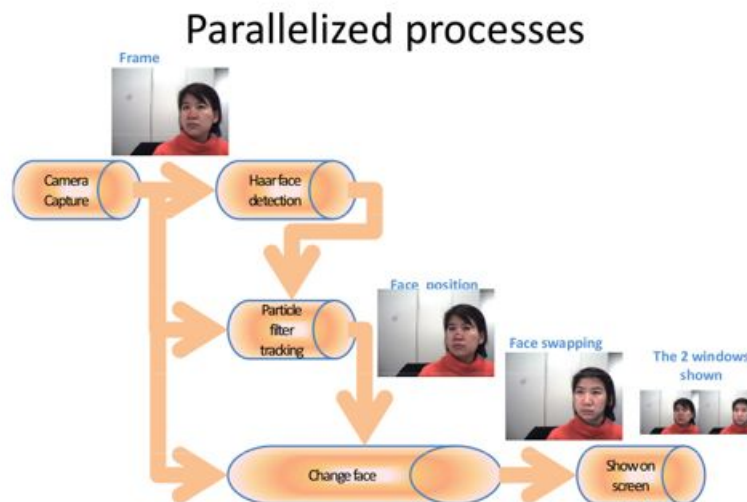 Parallelized processes
Frame
Camera
Capture
Haar face
detection
Face position
Particle
filter
tracking
Face swapping
The 2 windows
shown
Change face
Show on
screen